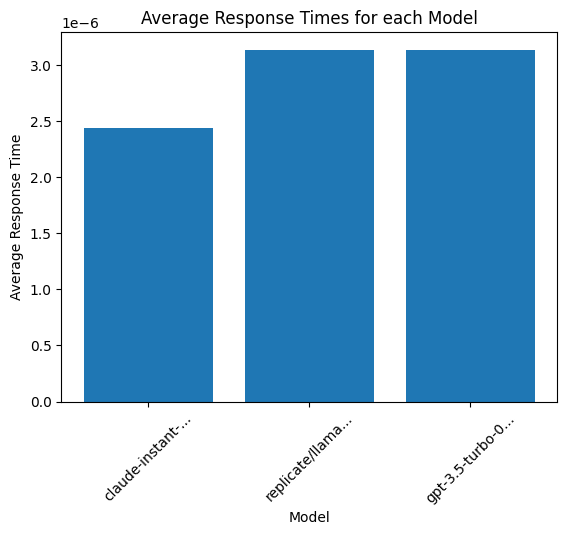 Average Response Times for each Model
1e−6
3.0
2.5
2.0
1.5
1.0
0.5
0.0
Average Response Time
claude-instant-...
replicate/llama...
gpt-3.5-turbo-0...
Model